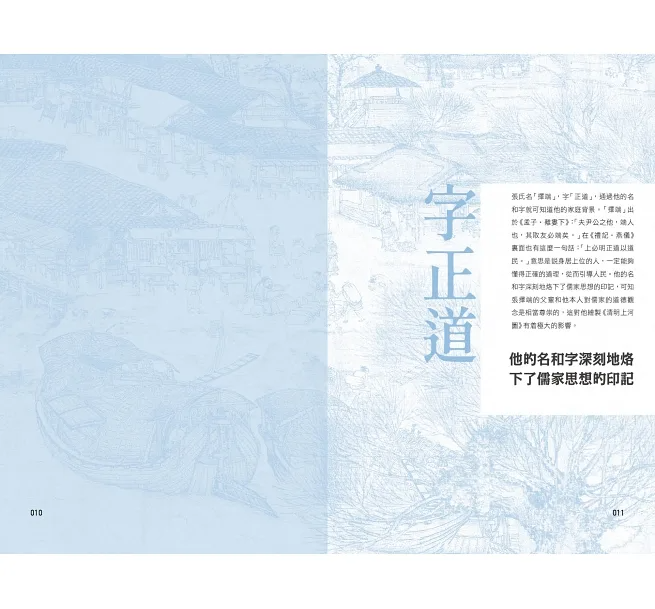 字正道
張氏名「擇端」，字「正道」，通過他的名
和字就可知道他的家庭背景。「擇端」出
於《孟子．離婁下》：「夫尹公之他，端人
也，其取友必端矣。」在《禮記．燕儀》
裏面也有這麼一句話：「上必明正道以道
民。」意思是說身居上位的人，一定能夠
懂得正確的道理，從而引導人民。他的名
和字深刻地烙下了儒家思想的印記，可知
張擇端的父輩和他本人對儒家的道德觀
念是相當尊崇的，這對他繪製《清明上河
圖》有着極大的影響。
他的名和字深刻地烙
下了儒家思想的印記
010
011